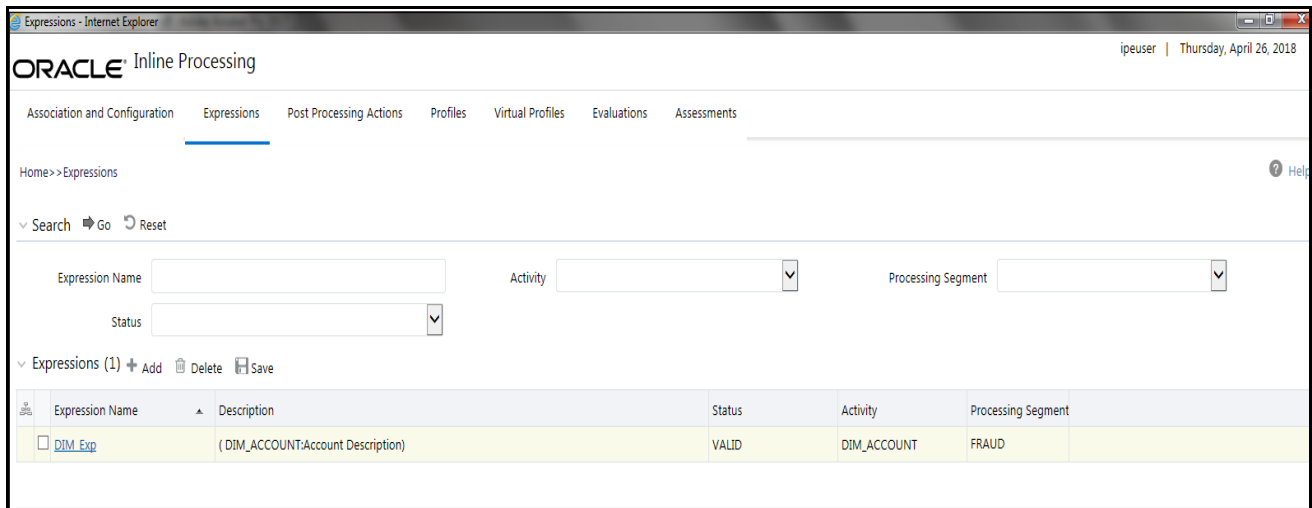 Expressions - Internet Explorer
ORACLE® Inline Processing
ipeuser | Thursday, April 26, 2018
Association and Configuration Expressions Post Processing Actions Profiles Virtual Profiles Evaluations Assessments
Home>>Expressions
? Help
Search Go Reset
Expression Name Activity Processing Segment
Status
Expressions (1) + Add Delete Save
Expression Name Description Status Activity Processing Segment
DIM_Exp ( DIM_ACCOUNT:Account Description) VALID DIM_ACCOUNT FRAUD